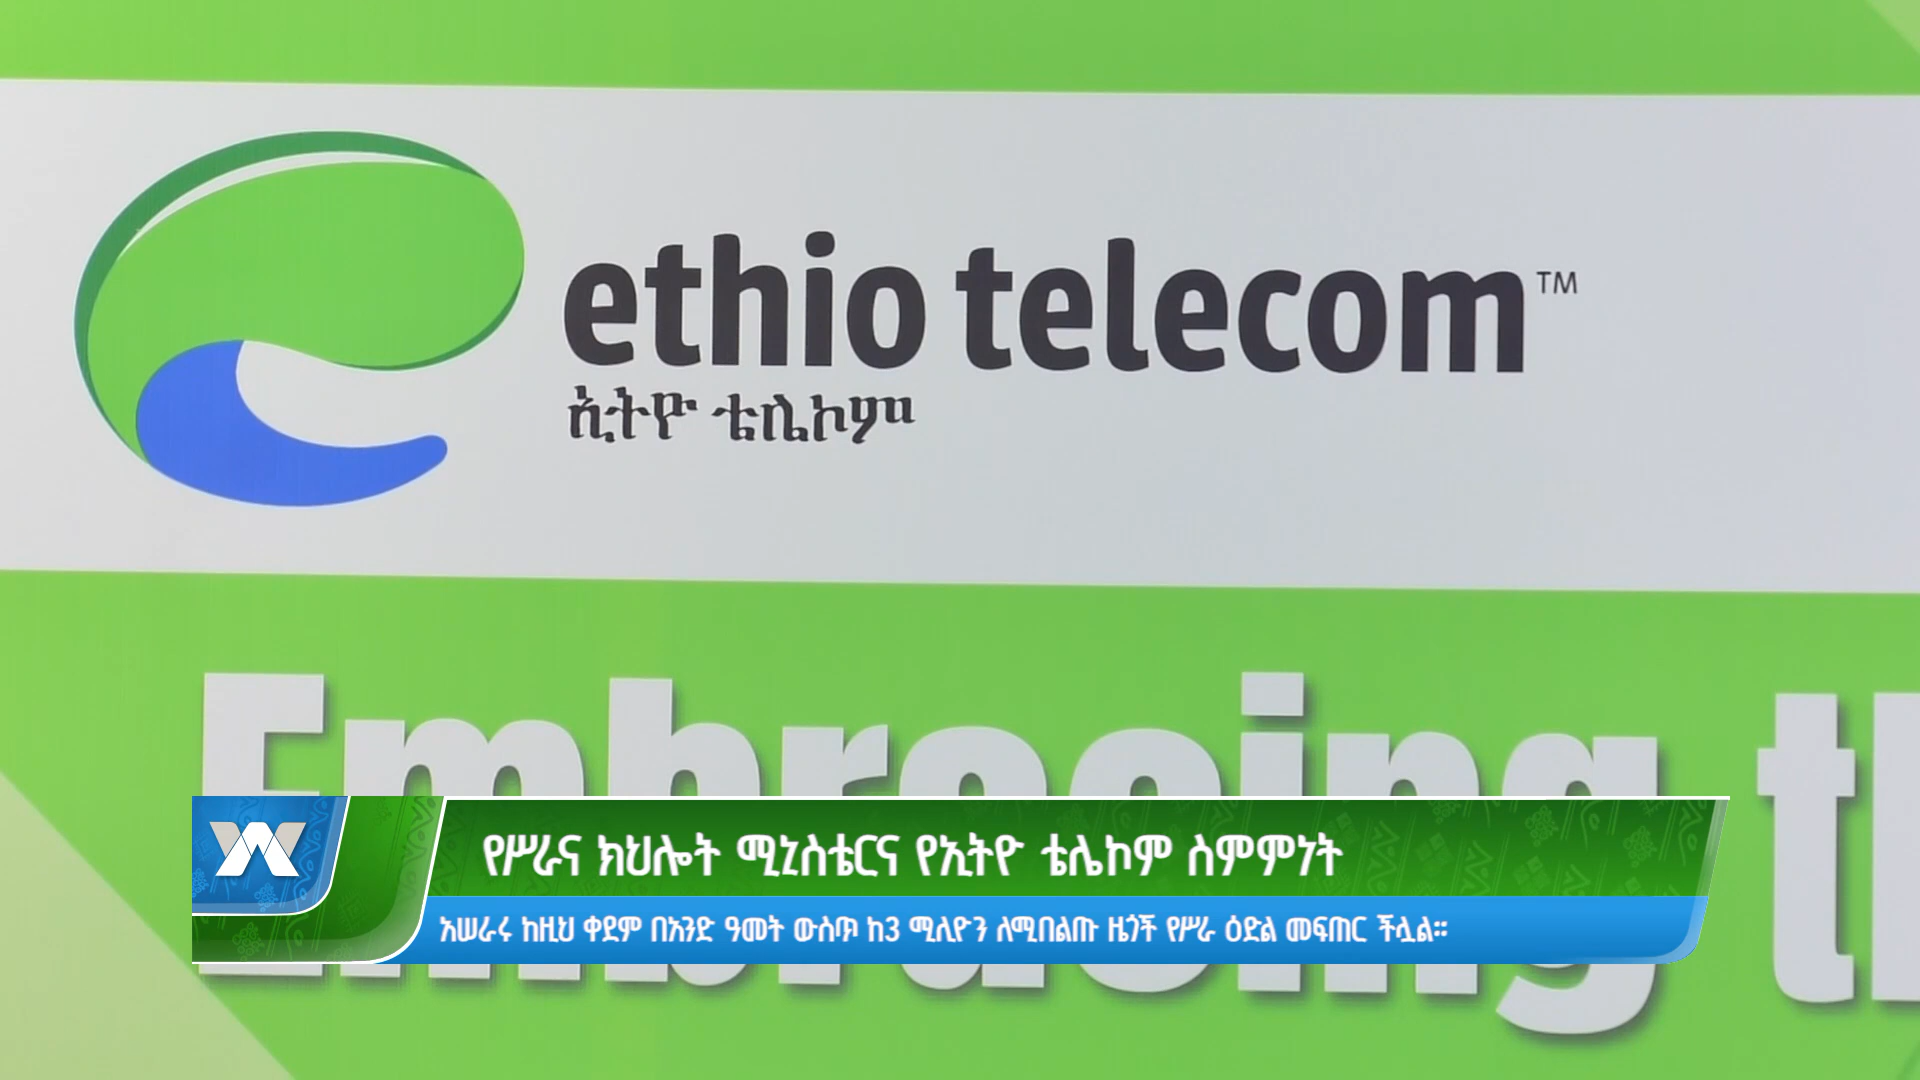 ethio telecom™
ኢትዮ ቴሌኮም
Embracing
የሥራና ክህሎት ሚኒስቴርና የኢትዮ ቴሌኮም ስምምነት
አሠራሩ ከዚህ ቀደም በአንድ ዓመት ውስጥ ከ3 ሚሊዮን ለሚበልጡ ዜጎች የሥራ ዕድል መፍጠር ችሏል።